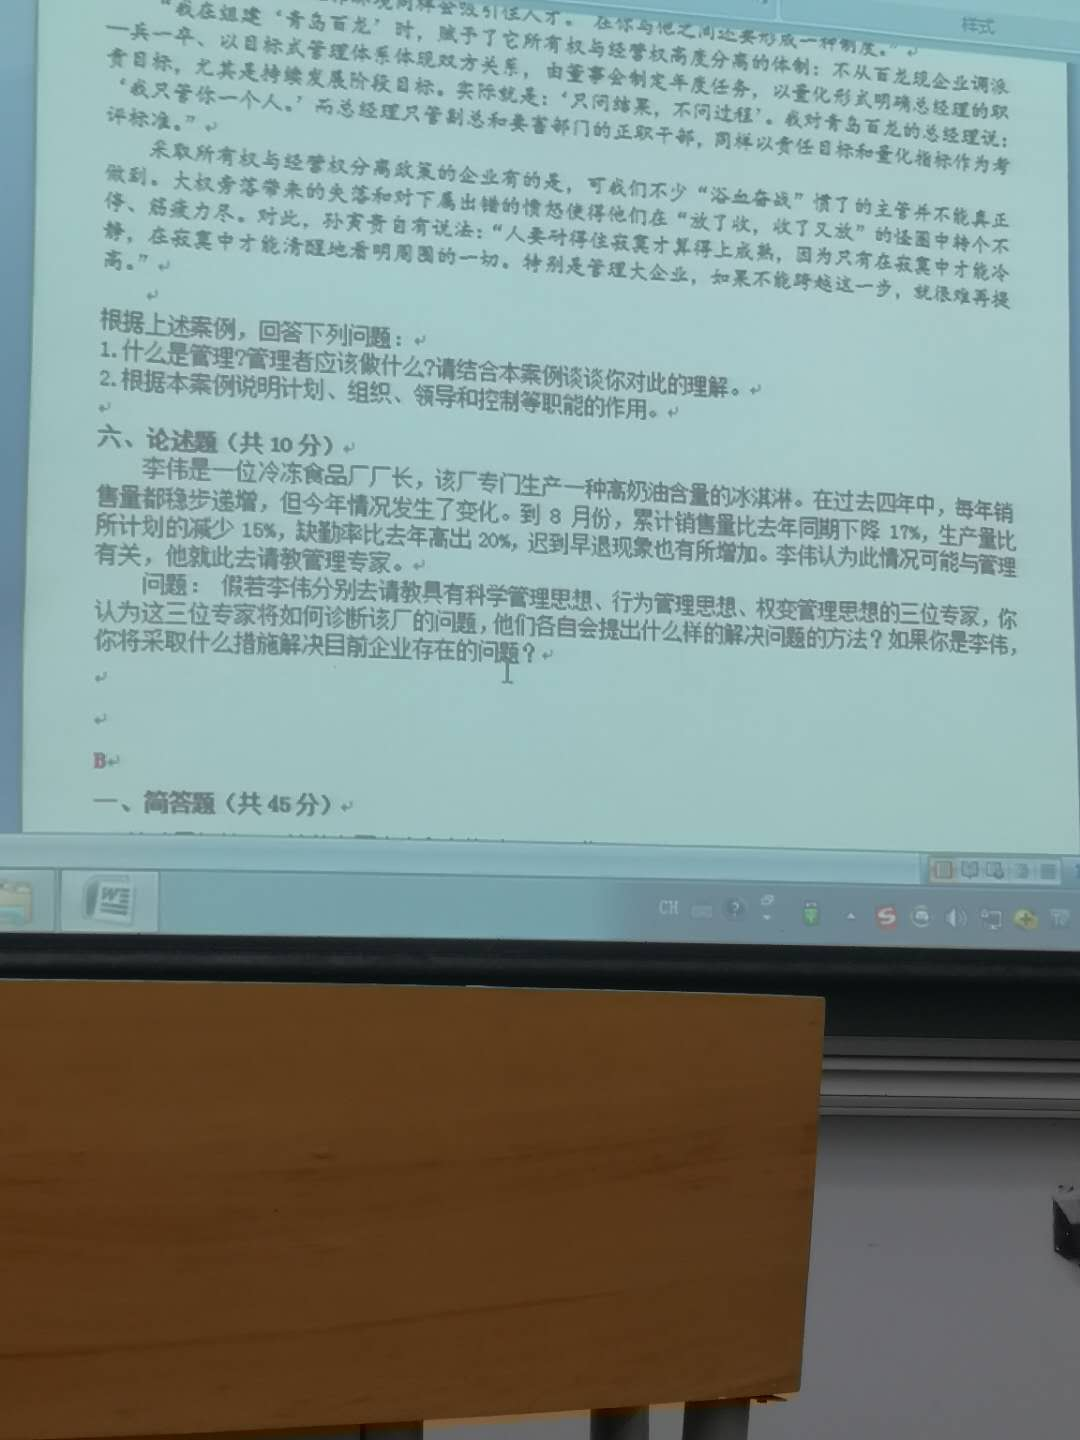 样式
境同样会吸引住人才。 在你与他之间还要形成一种制度。”
“我在组建‘青岛百龙’时，赋予了它所有权与经营权高度分离的体制：不从百龙现企业调派
一兵一卒、以目标式管理体系体现双方关系，由董事会制定年度任务，以量化形式明确总经理的职
责目标，尤其是持续发展阶段目标。实际就是：‘只问结果，不问过程’。我对青岛百龙的总经理说：
‘我只管你一个人。’而总经理只管副总和要害部门的正职干部，同样以责任目标和量化指标作为考
评标准。”
采取所有权与经营权分离政策的企业有的是，可我们不少“浴血奋战”惯了的主管并不能真正
做到。大权旁落带来的失落和对下属出错的愤怒使得他们在“放了收，收了又放”的怪圈中转个不
停、筋疲力尽。对此，孙寅贵自有说法：“人要耐得住寂寞才算得上成熟，因为只有在寂寞中才能冷
静，在寂寞中才能清醒地看明周围的一切。特别是管理大企业，如果不能跨越这一步，就很难再提
高。”
根据上述案例，回答下列问题：
1.什么是管理?管理者应该做什么?请结合本案例谈谈你对此的理解。
2.根据本案例说明计划、组织、领导和控制等职能的作用。
六、论述题（共 10 分）
李伟是一位冷冻食品厂厂长，该厂专门生产一种高奶油含量的冰淇淋。在过去四年中，每年销
售量都稳步递增，但今年情况发生了变化。到 8 月份，累计销售量比去年同期下降 17%，生产量比
所计划的减少 15%，缺勤率比去年高出 20%，迟到早退现象也有所增加。李伟认为此情况可能与管理
有关，他就此去请教管理专家。
问题： 假若李伟分别去请教具有科学管理思想、行为管理思想、权变管理思想的三位专家，你
认为这三位专家将如何诊断该厂的问题，他们各自会提出什么样的解决问题的方法？如果你是李伟，
你将采取什么措施解决目前企业存在的问题？
B
一、简答题（共 45 分）
CH